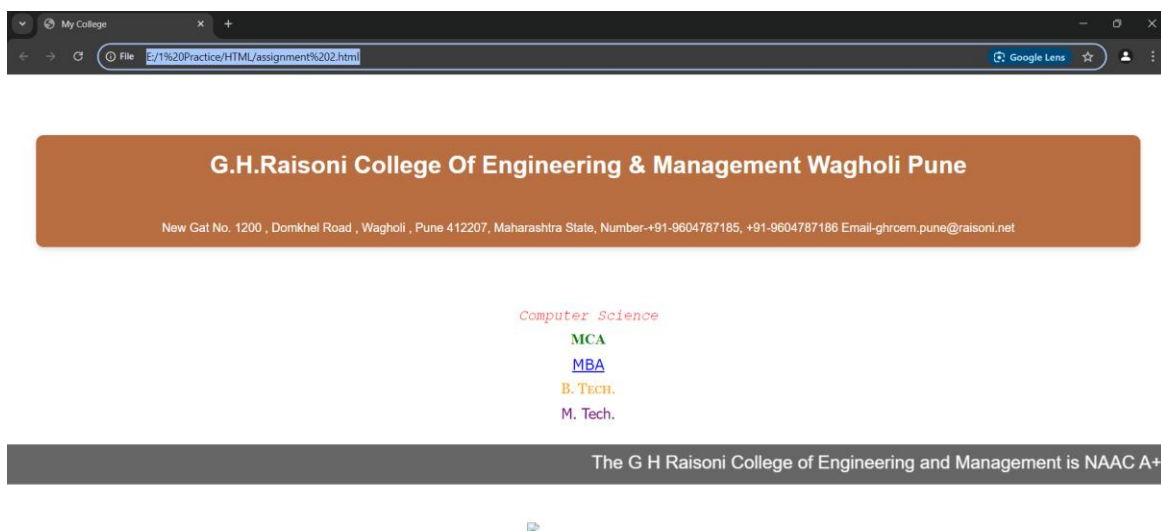 My College
File
E:/1%20Practice/HTML/assignment%202.html
Google Lens
G.H.Raisoni College Of Engineering & Management Wagholi Pune
New Gat No. 1200 , Domkhel Road , Wagholi , Pune 412207, Maharashtra State, Number-+91-9604787185, +91-9604787186 Email-ghrcem.pune@raisoni.net
Computer Science
MCA
MBA
B. Tech.
M. Tech.
The G H Raisoni College of Engineering and Management is NAAC A+